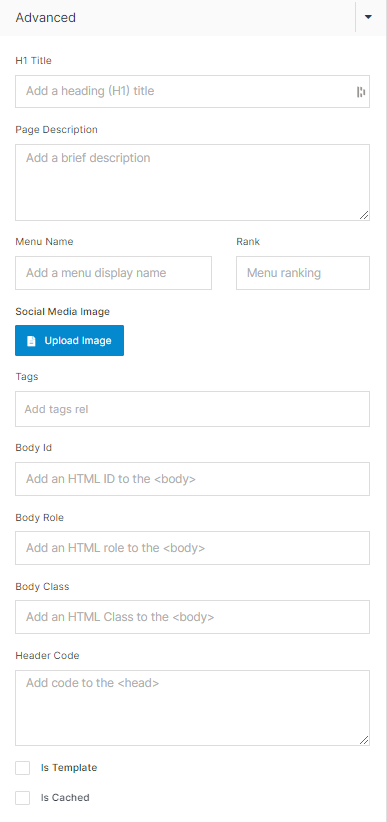 Advanced
H1 Title
Add a heading (H1) title
Page Description
Add a brief description
Menu Name Rank
Add a menu display name Menu ranking
Social Media Image
Upload Image
Tags
Add tags rel
Body Id
Add an HTML ID to the <body>
Body Role
Add an HTML role to the <body>
Body Class
Add an HTML Class to the <body>
Header Code
Add code to the <head>
Is Template
Is Cached